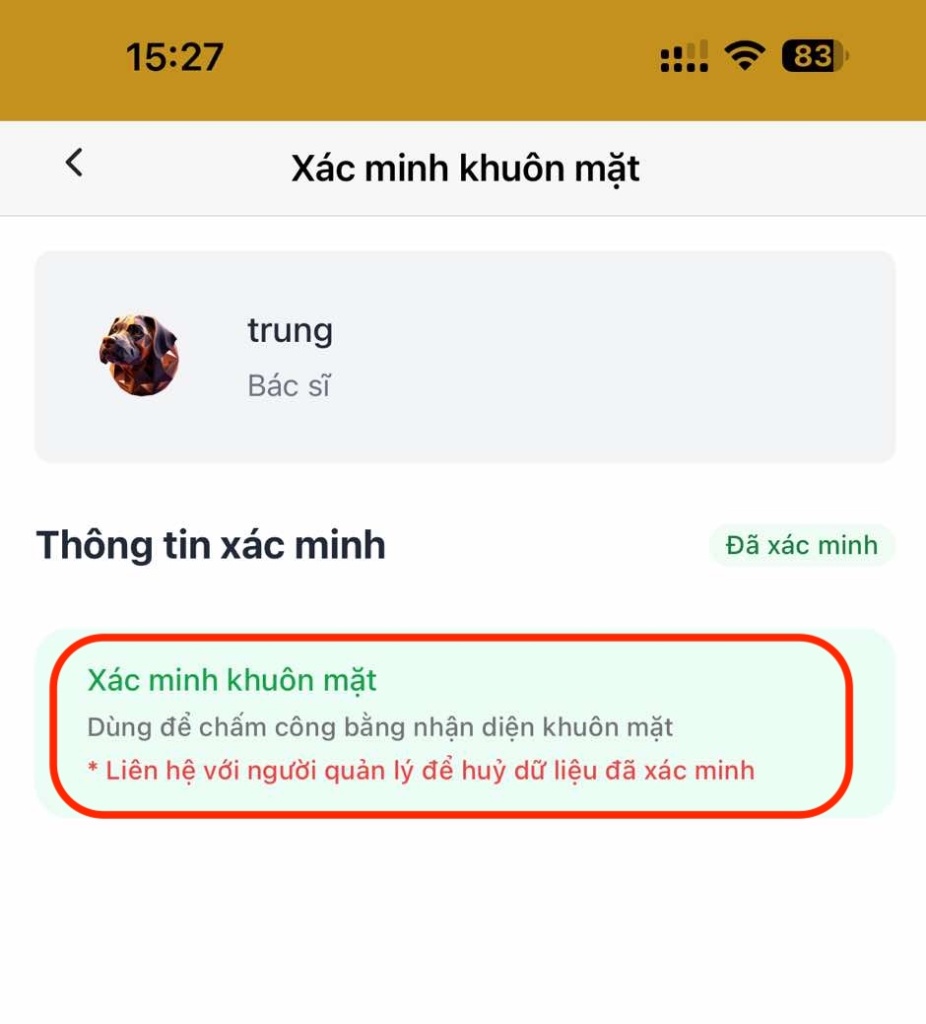 15:27
83
Xác minh khuôn mặt
trung
Bác sĩ
Thông tin xác minh
Đã xác minh
Xác minh khuôn mặt
Dùng để chấm công bằng nhận diện khuôn mặt
* Liên hệ với người quản lý để huỷ dữ liệu đã xác minh